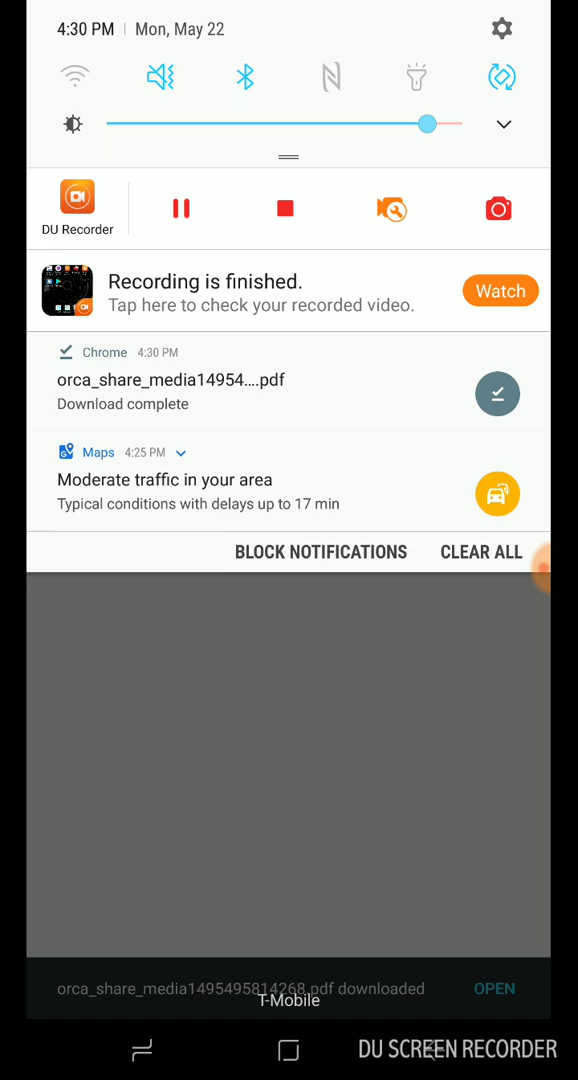 4:30 PM | Mon, May 22
DU Recorder
Recording is finished.
Tap here to check your recorded video.
Watch
Chrome 4:30 PM
orca_share_media14954....pdf
Download complete
Maps 4:25 PM
Moderate traffic in your area
Typical conditions with delays up to 17 min
BLOCK NOTIFICATIONS CLEAR ALL
orca_share_media1495495814268.pdf downloaded OPEN
T-Mobile
DU SCREEN RECORDER